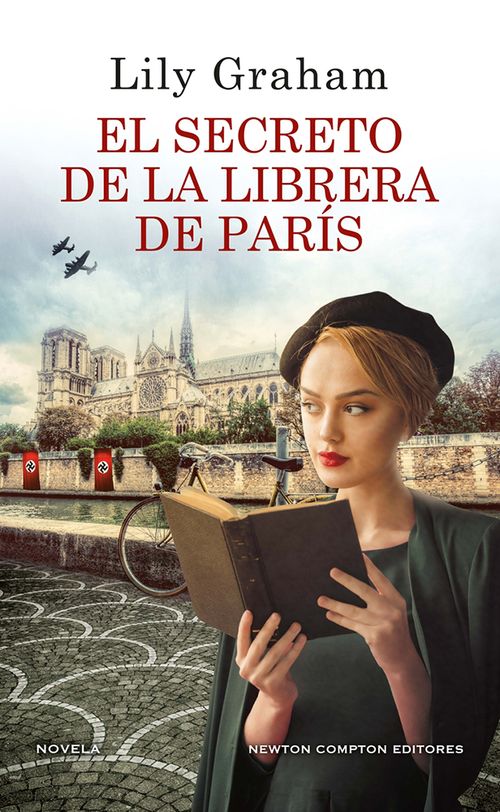 Lily Graham
EL SECRETO
DE LA LIBRERA
DE PARÍS
NOVELA
NEWTON COMPTON EDITORES